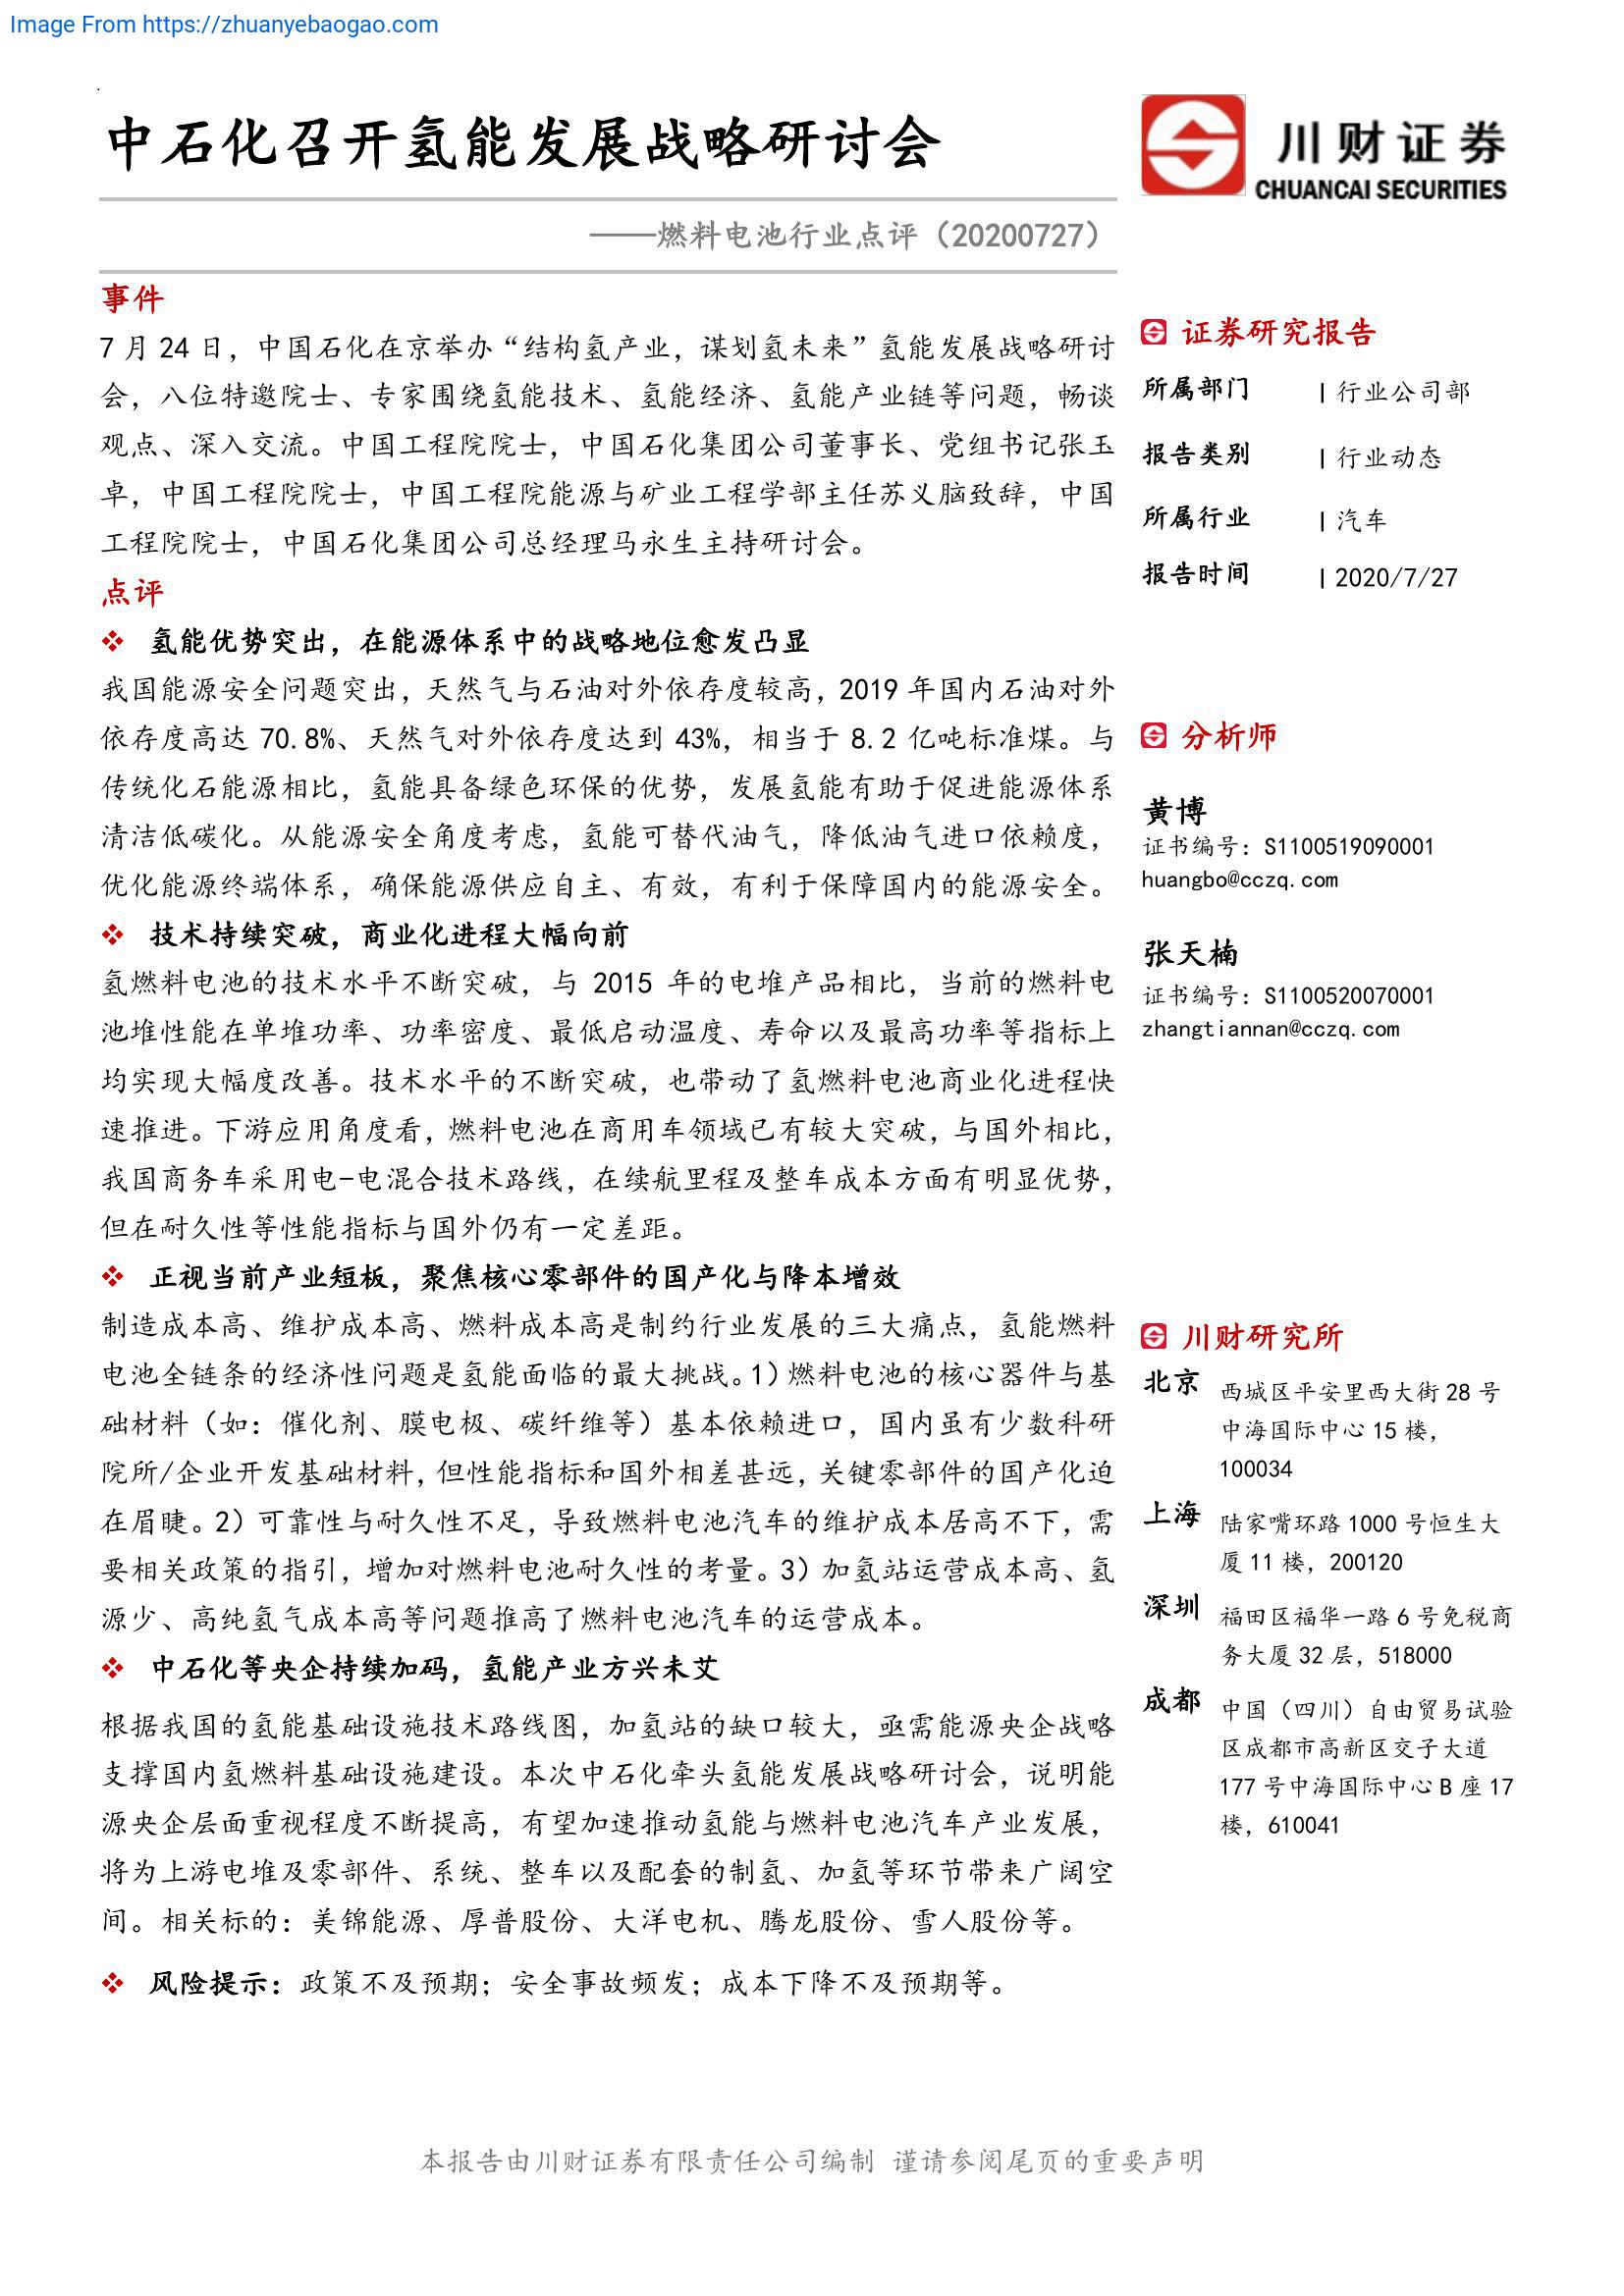 Image From https://zhuanyebaogao.com
中石化召开氢能发展战略研讨会
——燃料电池行业点评（20200727）
川财证券
CHUANCAI SECURITIES
事件
7 月 24 日，中国石化在京举办“结构氢产业，谋划氢未来”氢能发展战略研讨
会，八位特邀院士、专家围绕氢能技术、氢能经济、氢能产业链等问题，畅谈
观点、深入交流。中国工程院院士，中国石化集团公司董事长、党组书记张玉
卓，中国工程院院士，中国工程院能源与矿业工程学部主任苏义脑致辞，中国
工程院院士，中国石化集团公司总经理马永生主持研讨会。
点评
❖ 氢能优势突出，在能源体系中的战略地位愈发凸显
我国能源安全问题突出，天然气与石油对外依存度较高，2019 年国内石油对外
依存度高达 70.8%、天然气对外依存度达到 43%，相当于 8.2 亿吨标准煤。与
传统化石能源相比，氢能具备绿色环保的优势，发展氢能有助于促进能源体系
清洁低碳化。从能源安全角度考虑，氢能可替代油气，降低油气进口依赖度，
优化能源终端体系，确保能源供应自主、有效，有利于保障国内的能源安全。
❖ 技术持续突破，商业化进程大幅向前
氢燃料电池的技术水平不断突破，与 2015 年的电堆产品相比，当前的燃料电
池堆性能在单堆功率、功率密度、最低启动温度、寿命以及最高功率等指标上
均实现大幅度改善。技术水平的不断突破，也带动了氢燃料电池商业化进程快
速推进。下游应用角度看，燃料电池在商用车领域已有较大突破，与国外相比，
我国商务车采用电-电混合技术路线，在续航里程及整车成本方面有明显优势，
但在耐久性等性能指标与国外仍有一定差距。
❖ 正视当前产业短板，聚焦核心零部件的国产化与降本增效
制造成本高、维护成本高、燃料成本高是制约行业发展的三大痛点，氢能燃料
电池全链条的经济性问题是氢能面临的最大挑战。1）燃料电池的核心器件与基
础材料（如：催化剂、膜电极、碳纤维等）基本依赖进口，国内虽有少数科研
院所/企业开发基础材料，但性能指标和国外相差甚远，关键零部件的国产化迫
在眉睫。2）可靠性与耐久性不足，导致燃料电池汽车的维护成本居高不下，需
要相关政策的指引，增加对燃料电池耐久性的考量。3）加氢站运营成本高、氢
源少、高纯氢气成本高等问题推高了燃料电池汽车的运营成本。
❖ 中石化等央企持续加码，氢能产业方兴未艾
根据我国的氢能基础设施技术路线图，加氢站的缺口较大，亟需能源央企战略
支撑国内氢燃料基础设施建设。本次中石化牵头氢能发展战略研讨会，说明能
源央企层面重视程度不断提高，有望加速推动氢能与燃料电池汽车产业发展，
将为上游电堆及零部件、系统、整车以及配套的制氢、加氢等环节带来广阔空
间。相关标的：美锦能源、厚普股份、大洋电机、腾龙股份、雪人股份等。
❖ 风险提示：政策不及预期；安全事故频发；成本下降不及预期等。
证券研究报告
所属部门 | 行业公司部
报告类别 | 行业动态
所属行业 | 汽车
报告时间 | 2020/7/27
分析师
黄博
证书编号：S1100519090001
huangbo@cczq.com
张天楠
证书编号：S1100520070001
zhangtiannan@cczq.com
川财研究所
北京 西城区平安里西大街 28 号
中海国际中心 15 楼，
100034
上海 陆家嘴环路 1000 号恒生大
厦 11 楼，200120
深圳 福田区福华一路 6 号免税商
务大厦 32 层，518000
成都 中国（四川）自由贸易试验
区成都市高新区交子大道
177 号中海国际中心 B 座 17
楼，610041
本报告由川财证券有限责任公司编制 谨请参阅尾页的重要声明